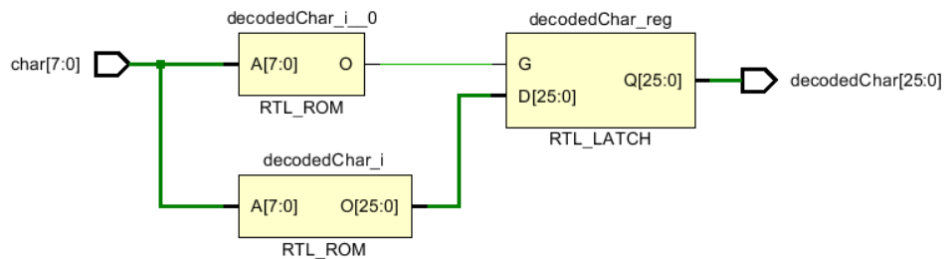 decodedChar_i__0
decodedChar_reg
char[7:0]
A[7:0] O
G
Q[25:0]
decodedChar[25:0]
D[25:0]
RTL_ROM
RTL_LATCH
decodedChar_i
A[7:0] O[25:0]
RTL_ROM